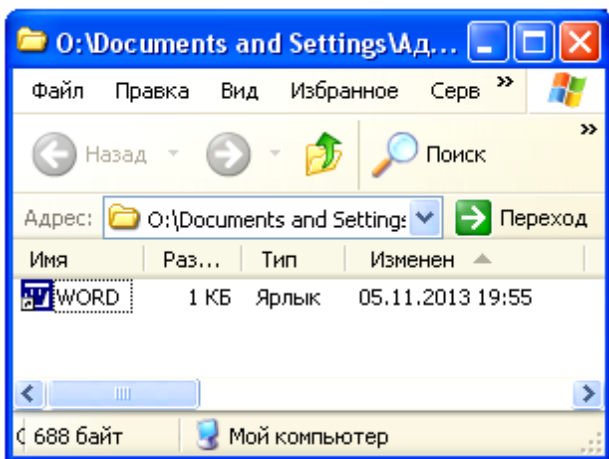 O:\Documents and Settings\Ад...
Файл Правка Вид Избранное Серв »
Назад Поиск »
Адрес: O:\Documents and Settings Переход
Имя Раз... Тип Изменен
WORD 1 КБ Ярлык 05.11.2013 19:55
688 байт Мой компьютер